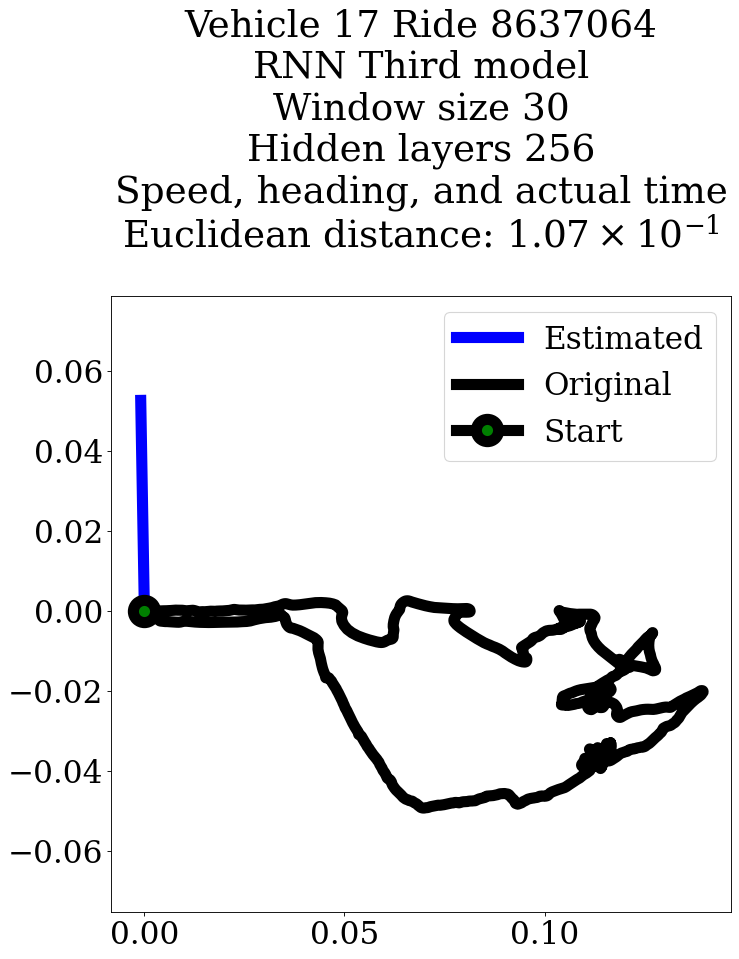 Vehicle 17 Ride 8637064
RNN Third model
Window size 30
Hidden layers 256
Speed, heading, and actual time
Euclidean distance: 1.07 × 10⁻¹
Estimated
Original
Start
0.06
0.04
0.02
0.00
−0.02
−0.04
−0.06
0.00 0.05 0.10